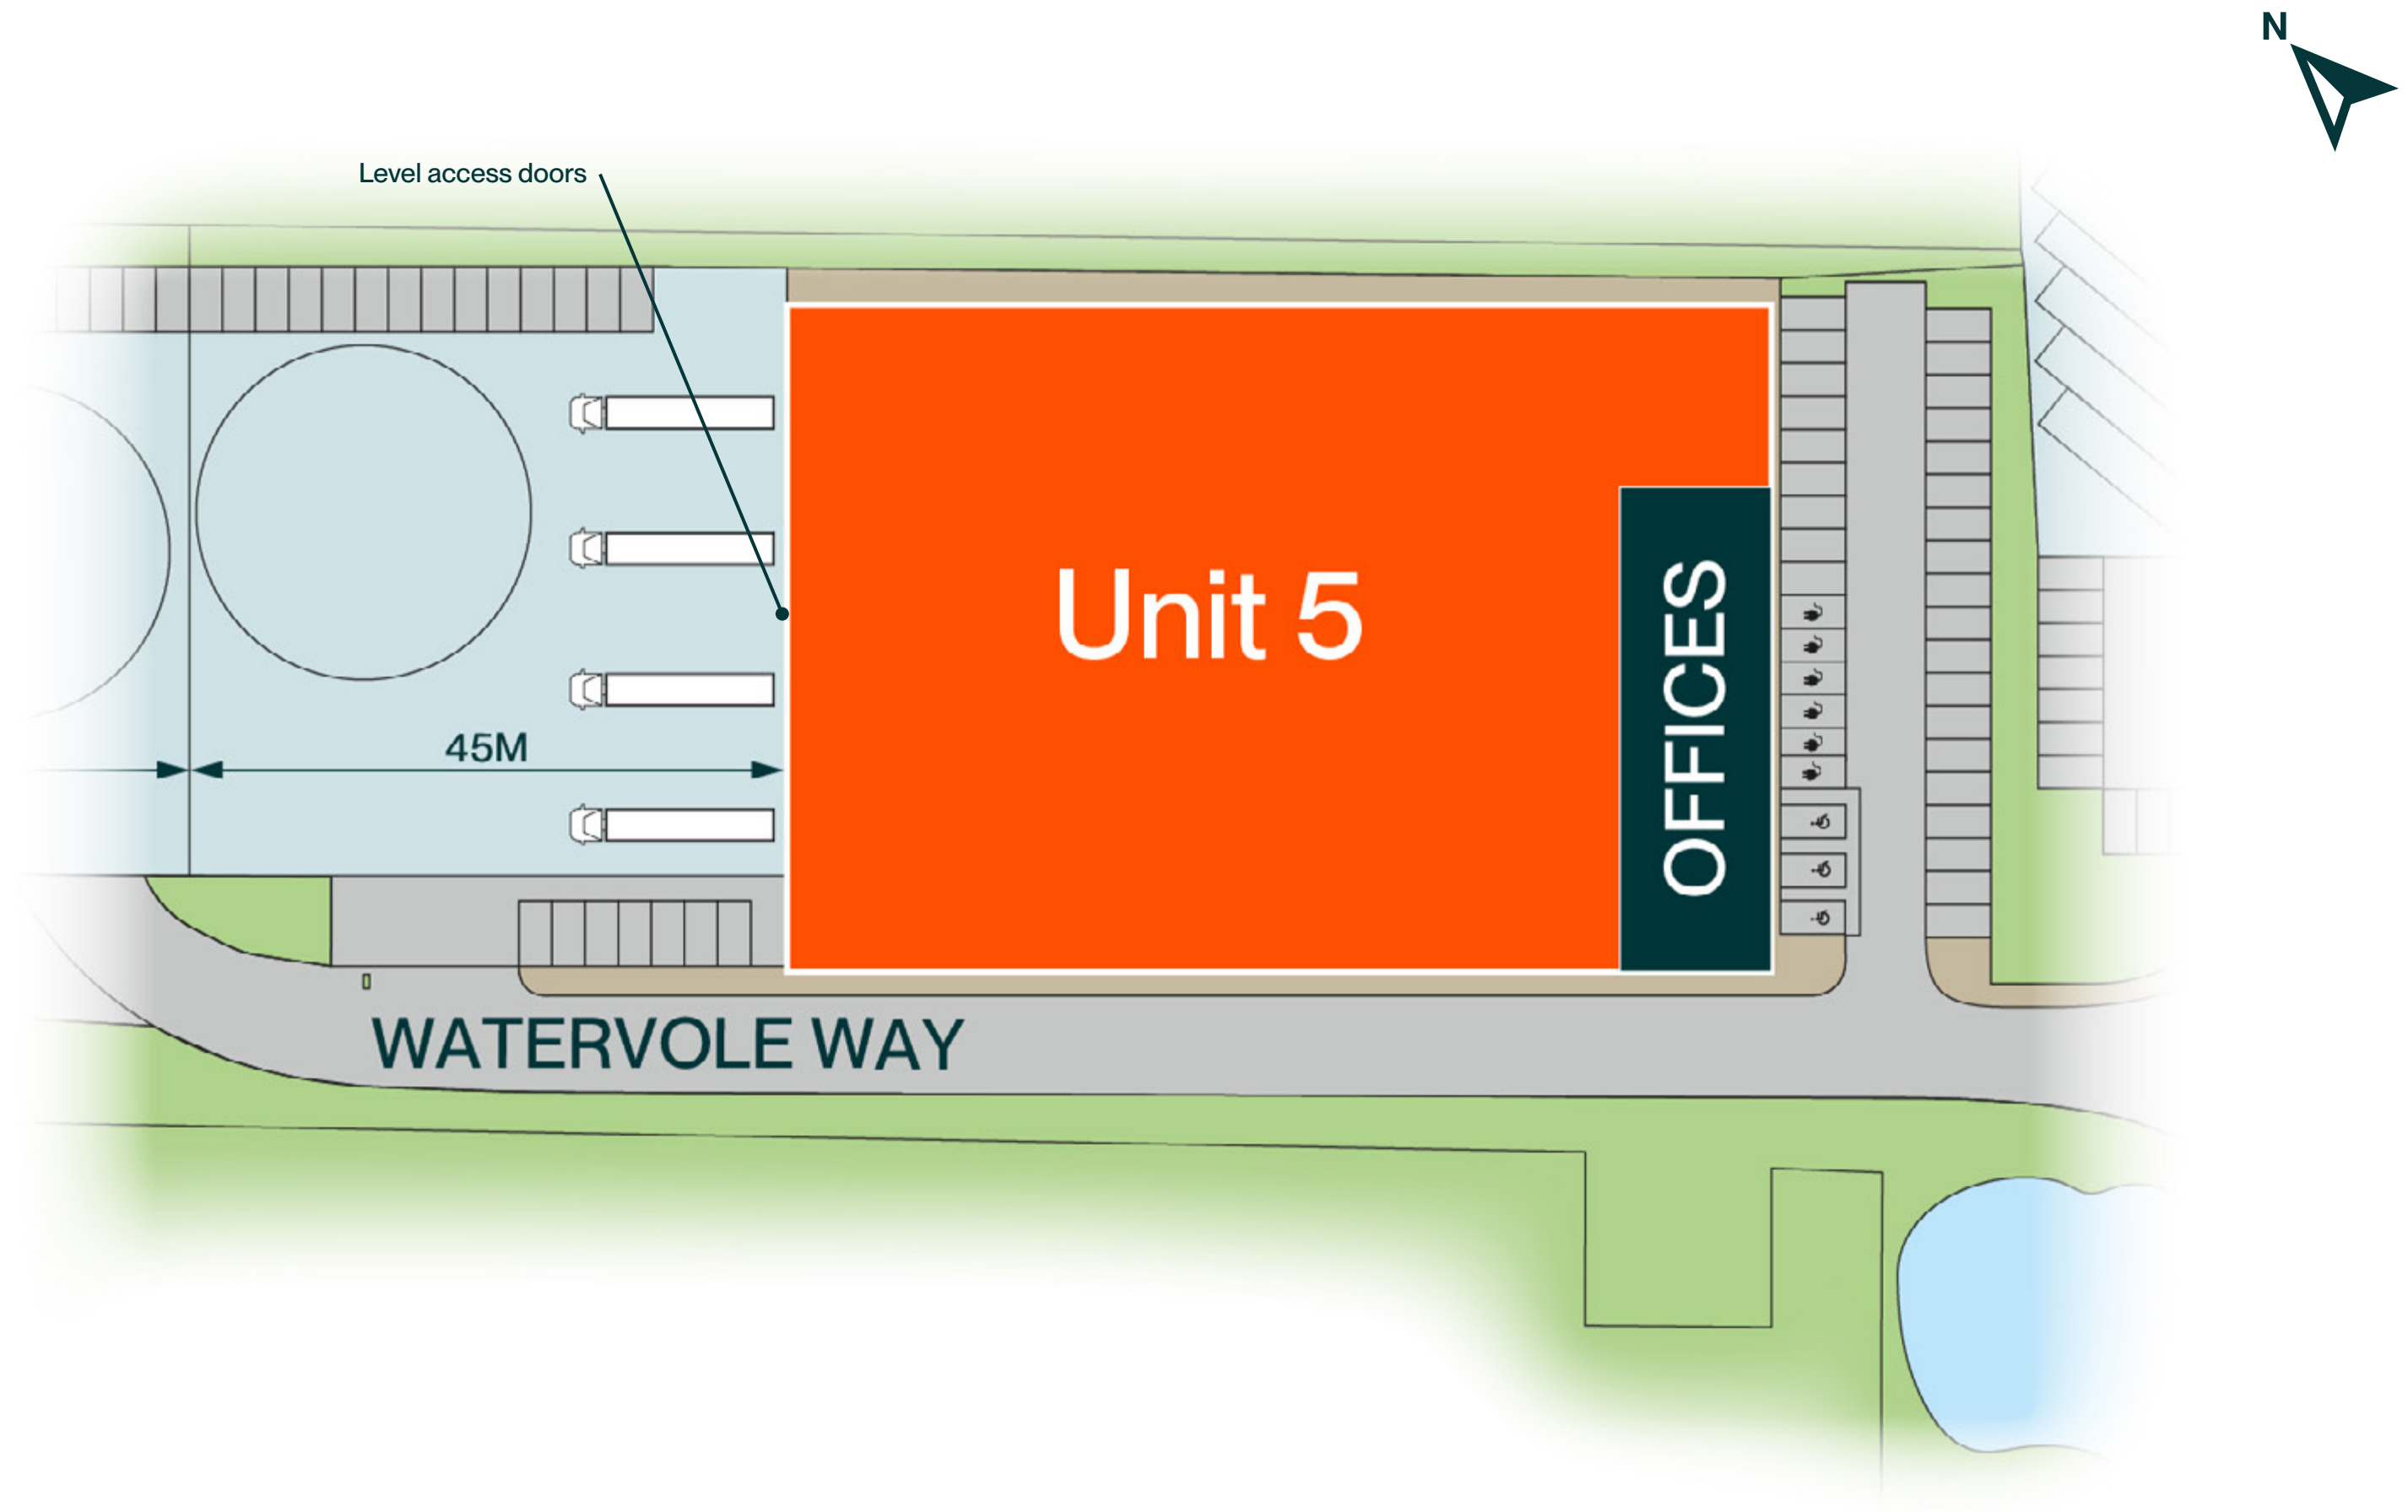 N
Level access doors
Unit 5
OFFICES
45M
WATERVOLE WAY